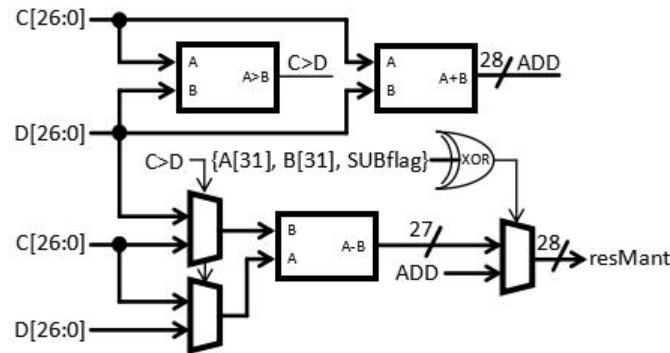 C[26:0]
A
B
A>B
C>D
A
B
A+B
28
ADD
D[26:0]
C>D
{A[31], B[31], SUBflag}
XOR
C[26:0]
B
A
A-B
27
ADD
28
resMant
D[26:0]